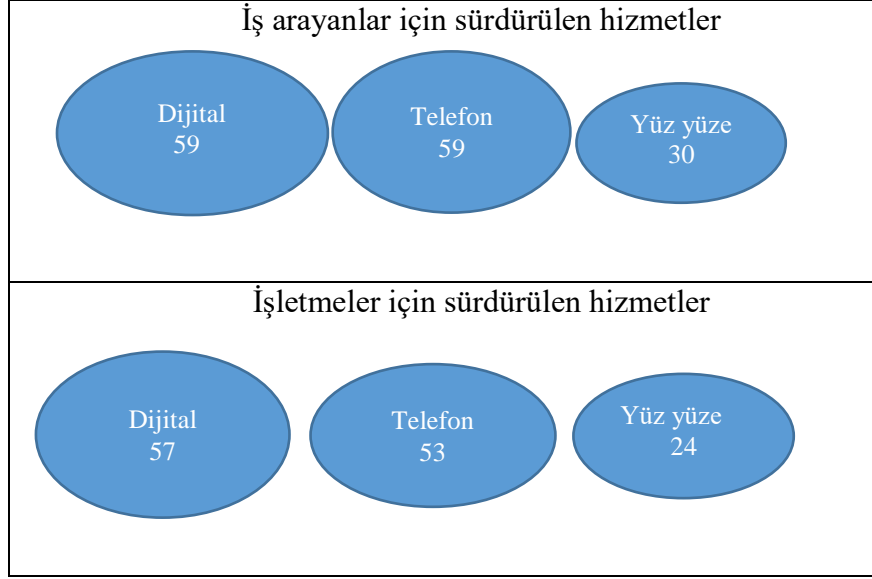 İş arayanlar için sürdürülen hizmetler
Dijital
59
Telefon
59
Yüz yüze
30
İşletmeler için sürdürülen hizmetler
Dijital
57
Telefon
53
Yüz yüze
24